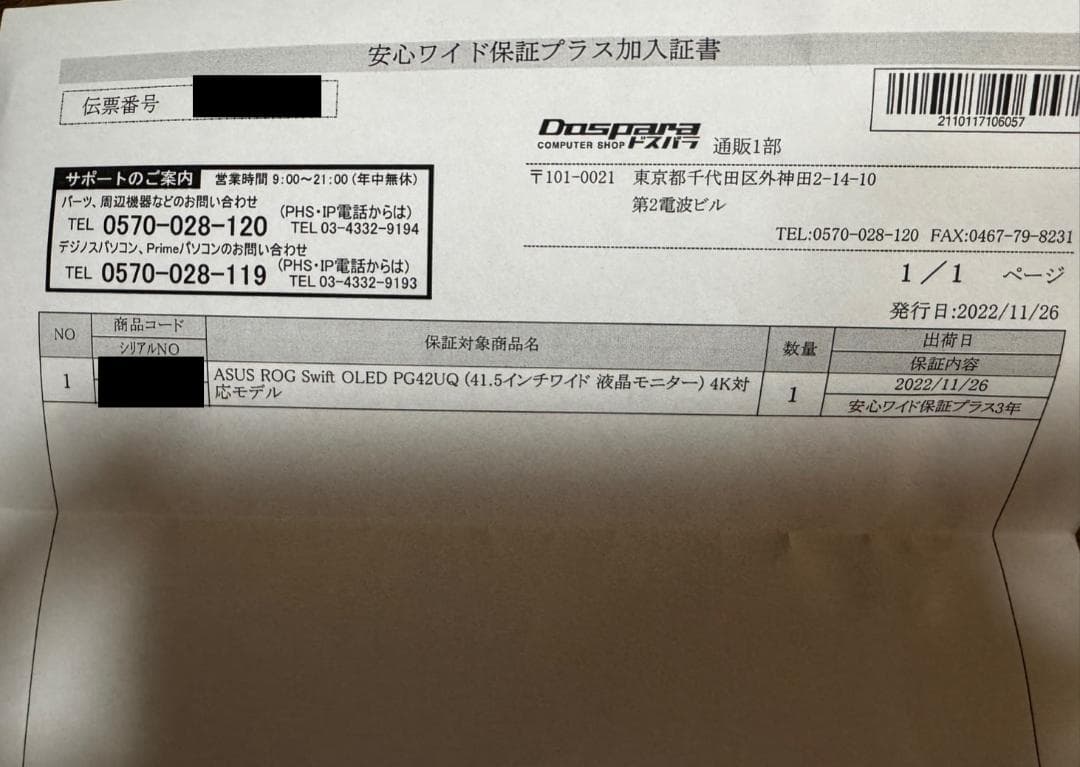 安心ワイド保証プラス加入証書
伝票番号
2110117106057
Dospara
COMPUTER SHOP ドスパラ 通販1部
〒101-0021 東京都千代田区外神田2-14-10
第2電波ビル
TEL:0570-028-120 FAX:0467-79-8231
サポートのご案内 営業時間 9:00~21:00 (年中無休)
パーツ、周辺機器などのお問い合わせ
TEL 0570-028-120 (PHS・IP電話からは) TEL 03-4332-9194
デジノスパソコン、Primeパソコンのお問い合わせ
TEL 0570-028-119 (PHS・IP電話からは) TEL 03-4332-9193
1/1 ページ
発行日:2022/11/26
NO 商品コード シリアルNO 保証対象商品名 数量 出荷日 保証内容
1 ASUS ROG Swift OLED PG42UQ (41.5インチワイド 液晶モニター) 4K対
応モデル
1
2022/11/26
安心ワイド保証プラス3年